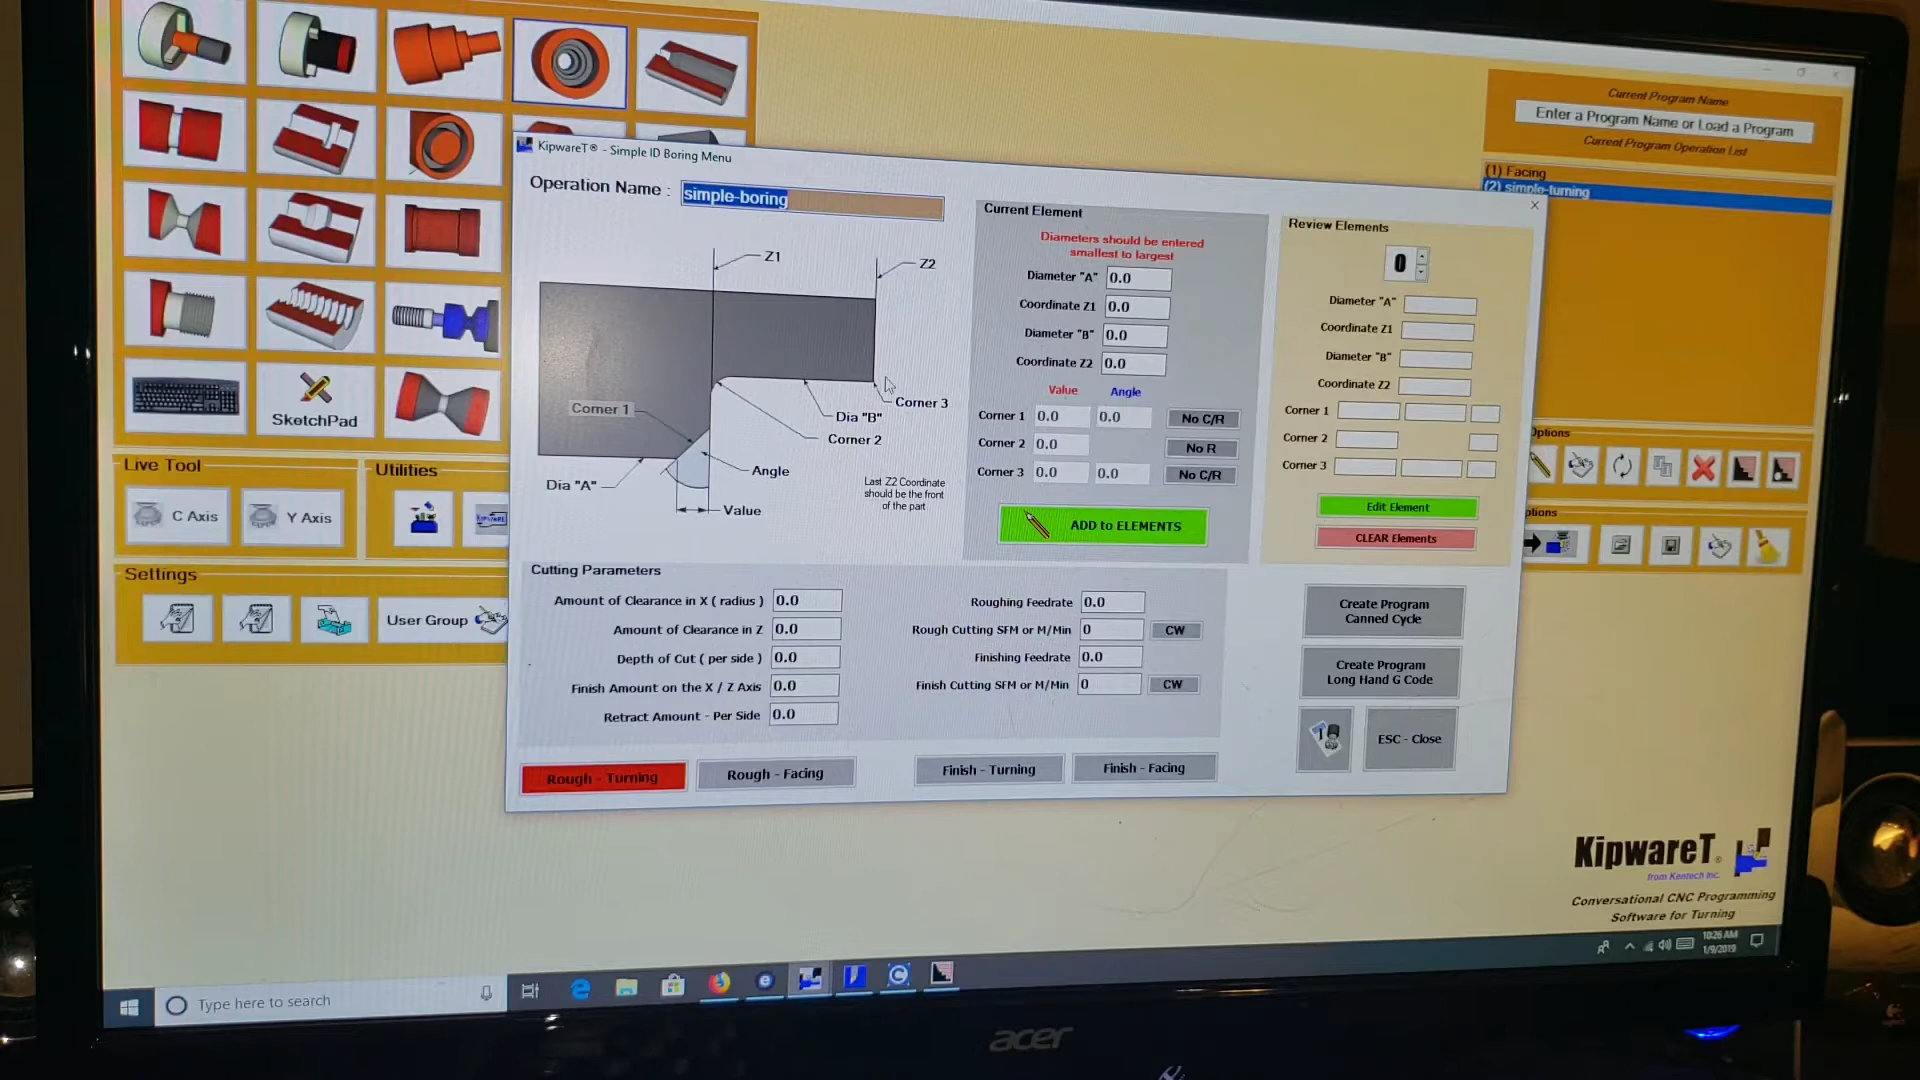 Current Program Name
Enter a Program Name or Load a Program
Current Program Operation List
(1) Facing
(2) simple-turning
KipwareT® - Simple ID Boring Menu
Operation Name :
simple-boring
Z1
Z2
Corner 1
Corner 3
Dia "B"
Corner 2
Dia "A"
Angle
Value
Last Z2 Coordinate
should be the front
of the part
Current Element
Diameters should be entered
smallest to largest
Diameter "A" 0.0
Coordinate Z1 0.0
Diameter "B" 0.0
Coordinate Z2 0.0
Value Angle
Corner 1 0.0 0.0 No C/R
Corner 2 0.0 No R
Corner 3 0.0 0.0 No C/R
ADD to ELEMENTS
Review Elements
0
Diameter "A"
Coordinate Z1
Diameter "B"
Coordinate Z2
Corner 1
Corner 2
Corner 3
Edit Element
CLEAR Elements
Cutting Parameters
Amount of Clearance in X ( radius ) 0.0
Amount of Clearance in Z 0.0
Depth of Cut ( per side ) 0.0
Finish Amount on the X / Z Axis 0.0
Retract Amount - Per Side 0.0
Roughing Feedrate 0.0
Rough Cutting SFM or M/Min 0 CW
Finishing Feedrate 0.0
Finish Cutting SFM or M/Min 0 CW
Create Program
Canned Cycle
Create Program
Long Hand G Code
ESC - Close
Rough - Turning
Rough - Facing
Finish - Turning
Finish - Facing
SketchPad
Live Tool
C Axis
Y Axis
Utilities
Settings
User Group
KipwareT®
from Kentech Inc.
Conversational CNC Programming
Software for Turning
Type here to search
10:26 AM
1/9/2019
acer